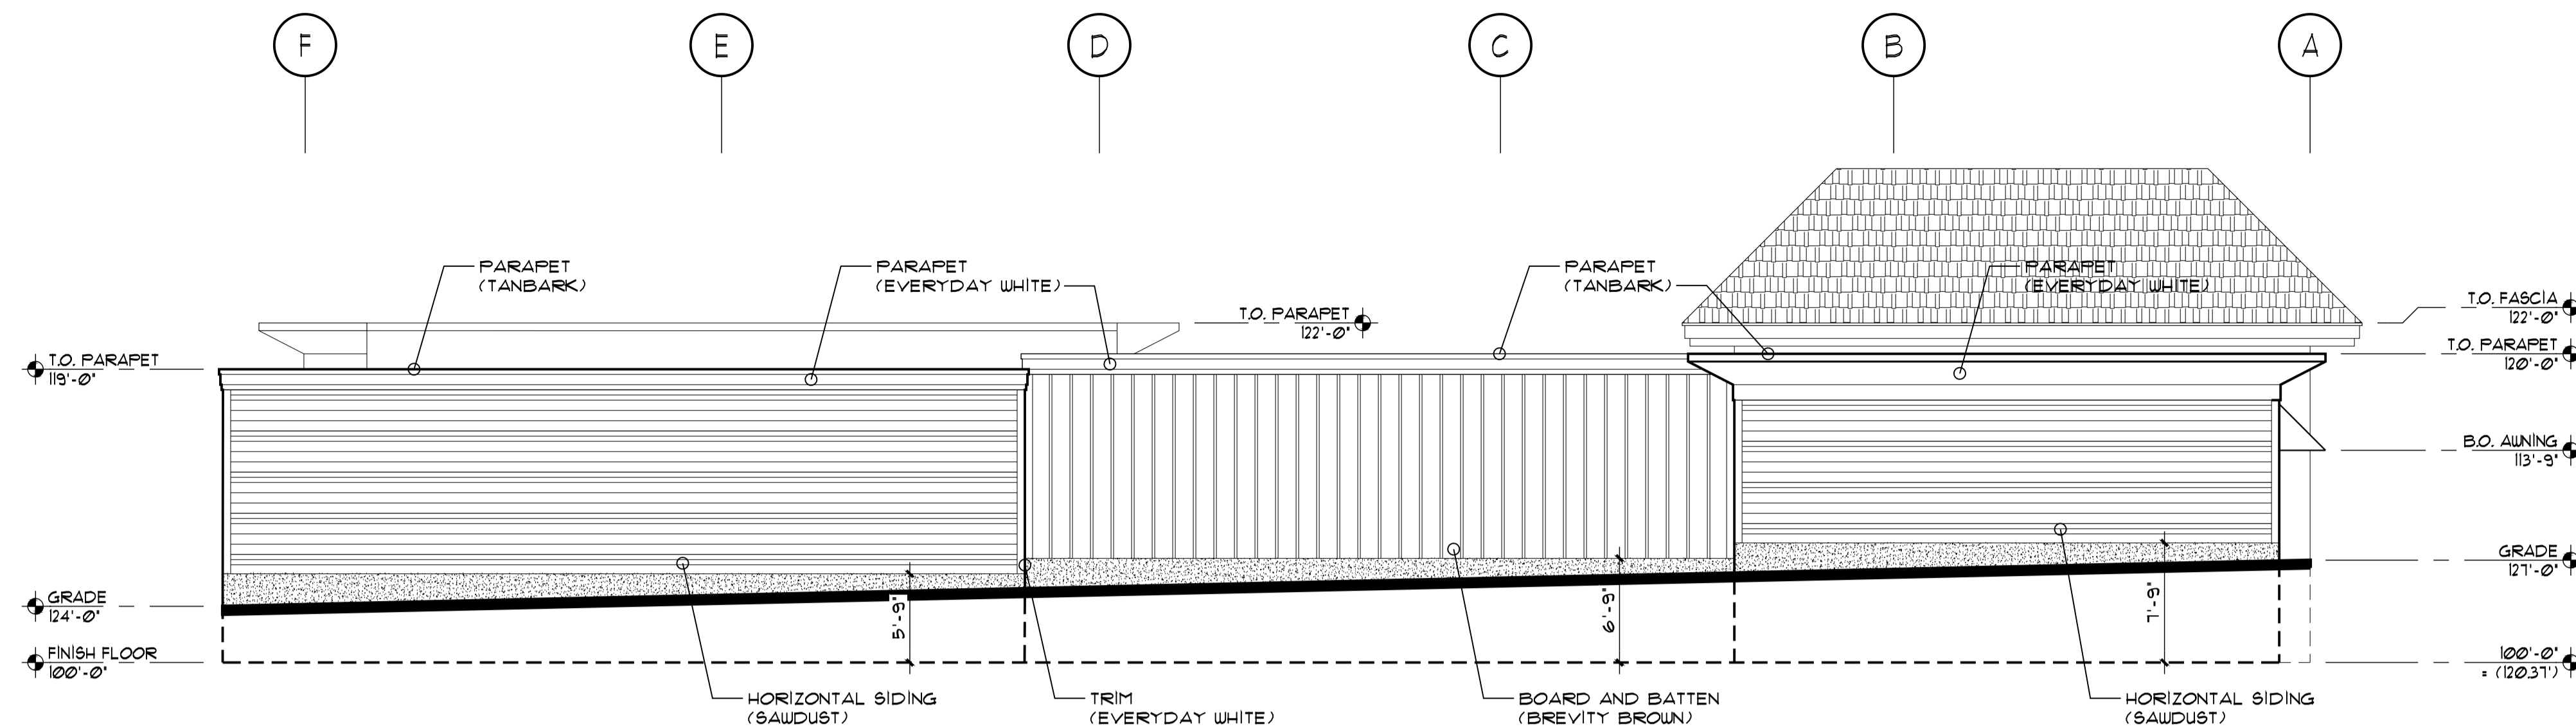 F
E
D
C
B
A
PARAPET
(TANBARK)
PARAPET
(EVERYDAY WHITE)
PARAPET
(TANBARK)
PARAPET
(EVERYDAY WHITE)
T.O. PARAPET
122'-0"
T.O. FASCIA
122'-0"
T.O. PARAPET
119'-0"
T.O. PARAPET
120'-0"
B.O. AWNING
113'-9"
GRADE
127'-0"
GRADE
124'-0"
5'-9"
6'-9"
7'-9"
FINISH FLOOR
100'-0"
100'-0"
= (120.37')
HORIZONTAL SIDING
(SAWDUST)
TRIM
(EVERYDAY WHITE)
BOARD AND BATTEN
(BREVITY BROWN)
HORIZONTAL SIDING
(SAWDUST)